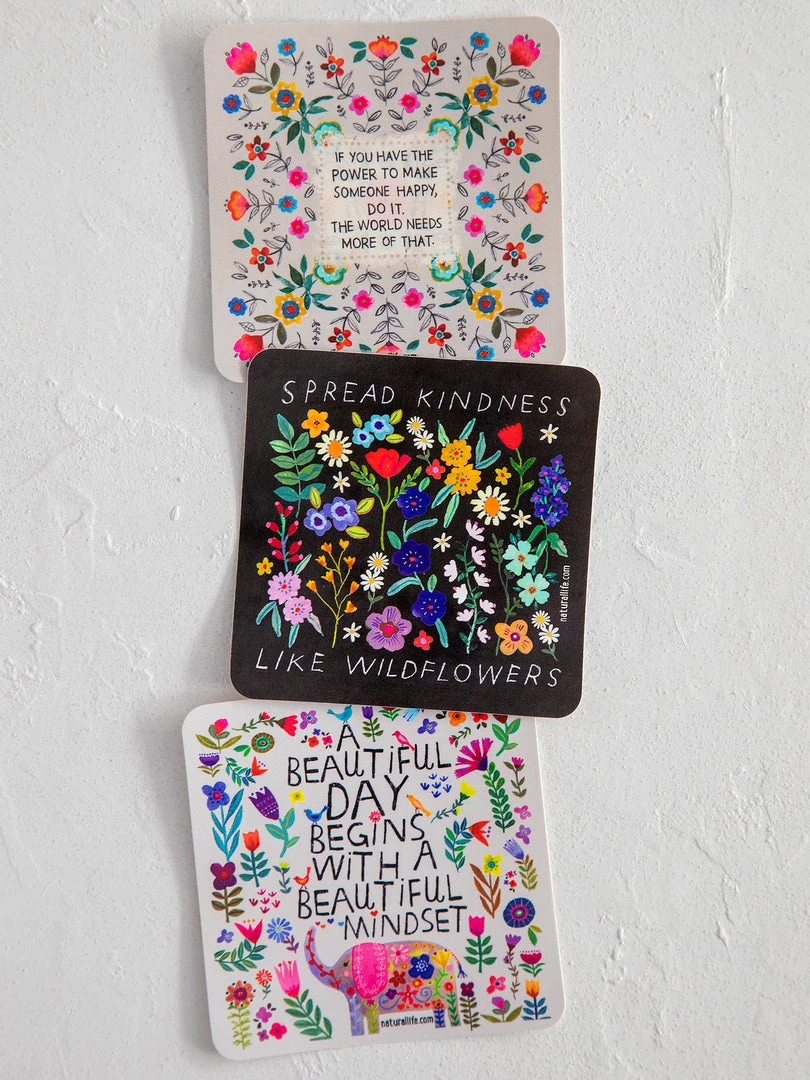 IF YOU HAVE THE
POWER TO MAKE
SOMEONE HAPPY,
DO IT.
THE WORLD NEEDS
MORE OF THAT.
SPREAD KINDNESS
naturallife.com
LIKE WILDFLOWERS
A
BEAUTIFUL
DAY
BEGINS
WITH A
BEAUTIFUL
MINDSET
naturallife.com